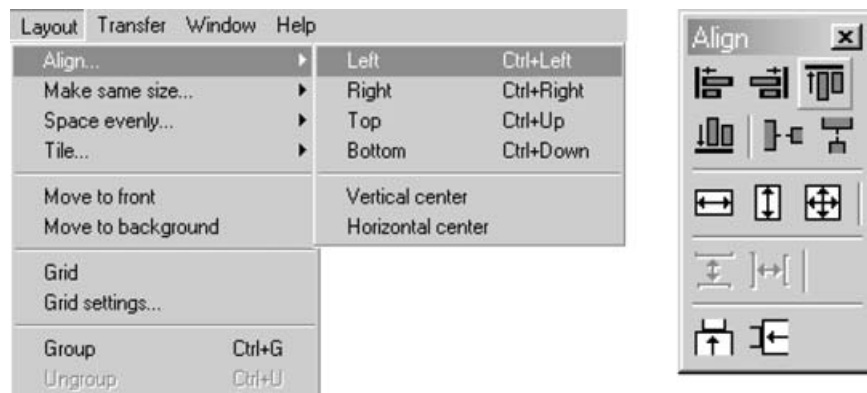 Layout Transfer Window Help
Align...
Make same size...
Space evenly...
Tile...
Move to front
Move to background
Grid
Grid settings...
Group Ctrl+G
Ungroup Ctrl+U
Left Ctrl+Left
Right Ctrl+Right
Top Ctrl+Up
Bottom Ctrl+Down
Vertical center
Horizontal center
Align